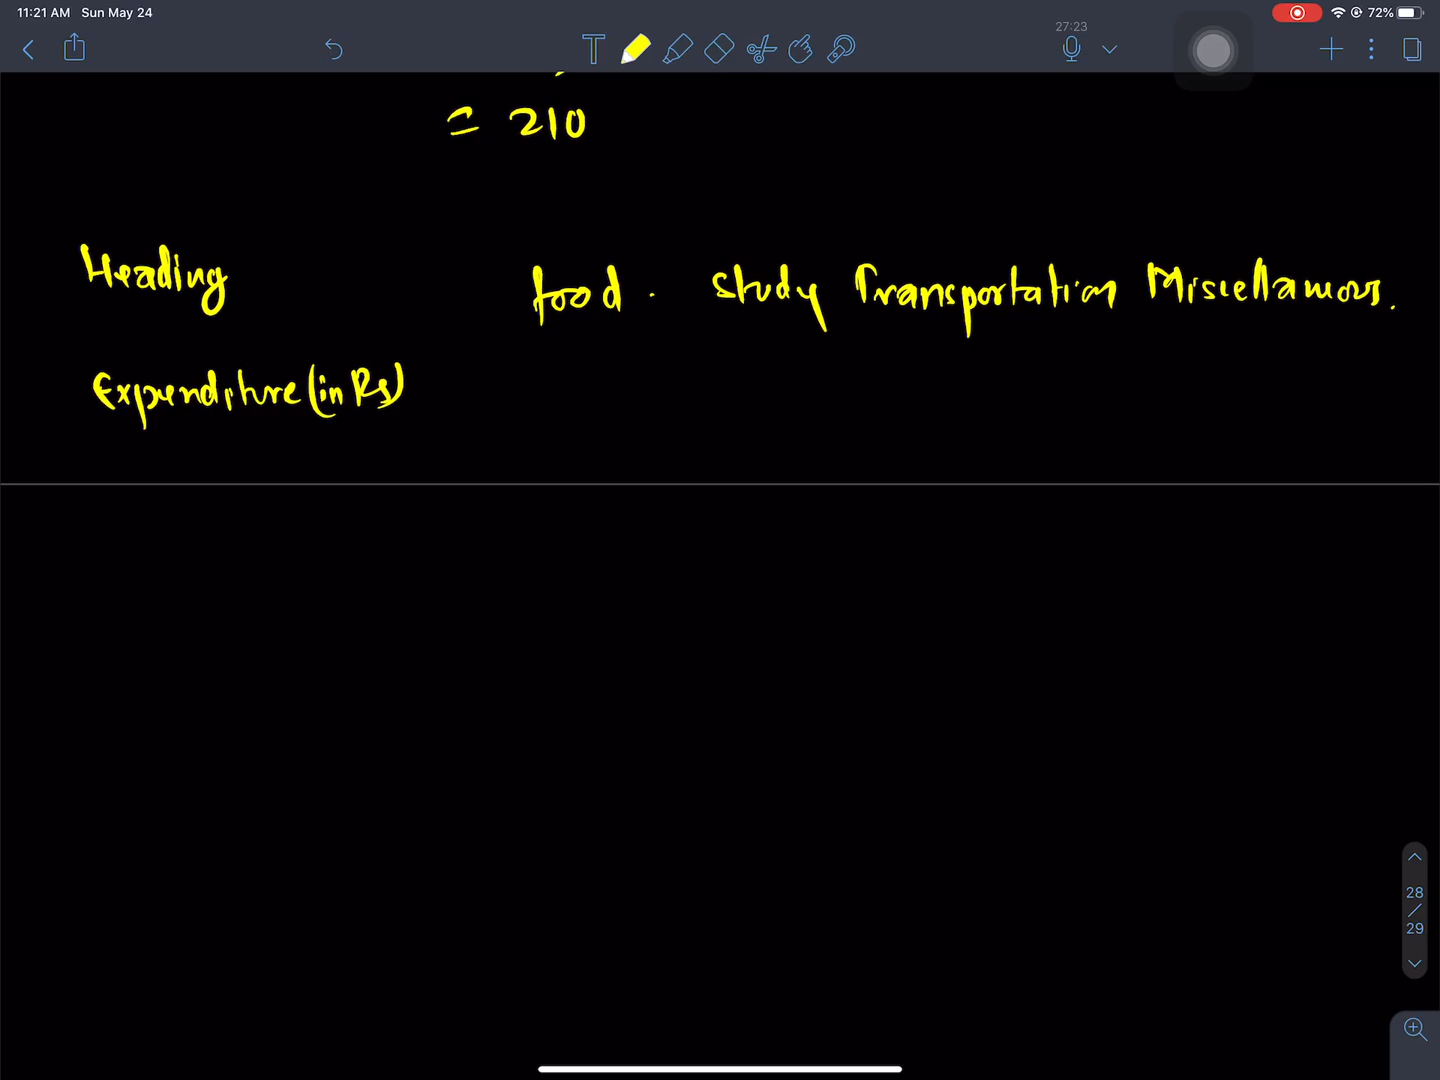 11:21 AM Sun May 24
72%
27:23
= 210
Heading food. Study Transportation Miscellaneous.
Expenditure (in Rs)
28
29